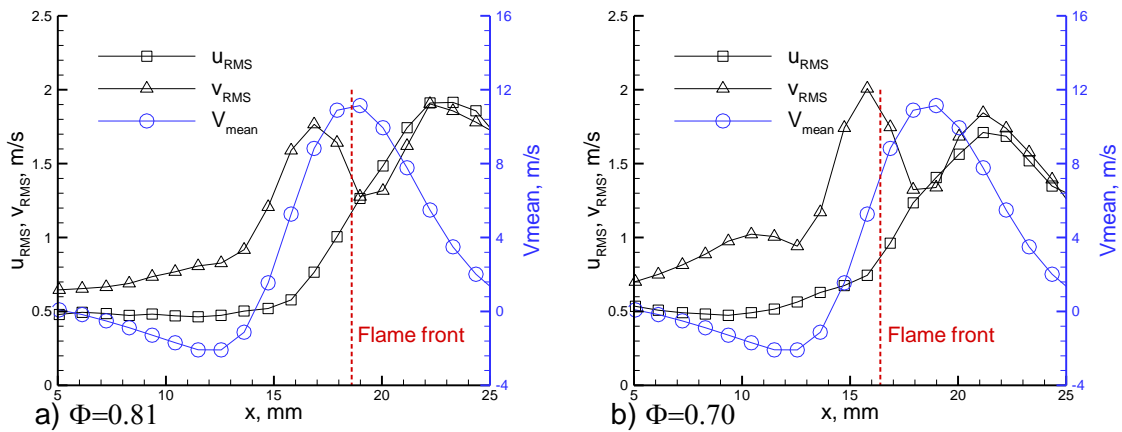 2.5
2
1.5
1
0.5
0
u_RMS, v_RMS, m/s
u_RMS
v_RMS
V_mean
Flame front
16
12
8
4
0
-4
Vmean, m/s
5 10 15 20 25
x, mm
a) Φ=0.81
2.5
2
1.5
1
0.5
0
u_RMS, v_RMS, m/s
u_RMS
v_RMS
V_mean
Flame front
16
12
8
4
0
-4
Vmean, m/s
5 10 15 20 25
x, mm
b) Φ=0.70